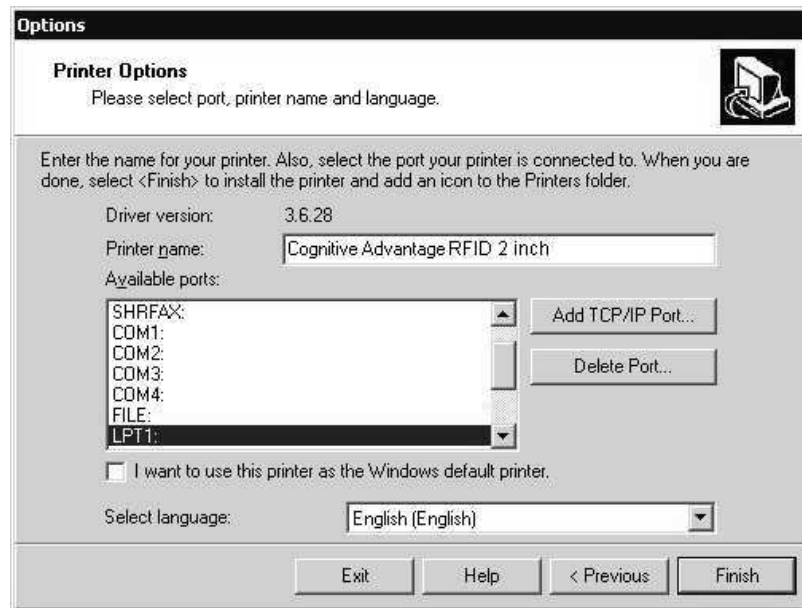 Options
Printer Options
Please select port, printer name and language.
Enter the name for your printer. Also, select the port your printer is connected to. When you are
done, select <Finish> to install the printer and add an icon to the Printers folder.
Driver version: 3.6.28
Printer name: Cognitive Advantage RFID 2 inch
Available ports:
SHRFAX:
COM1:
COM2:
COM3:
COM4:
FILE:
LPT1:
Add TCP/IP Port...
Delete Port...
I want to use this printer as the Windows default printer.
Select language: English (English)
Exit Help < Previous Finish